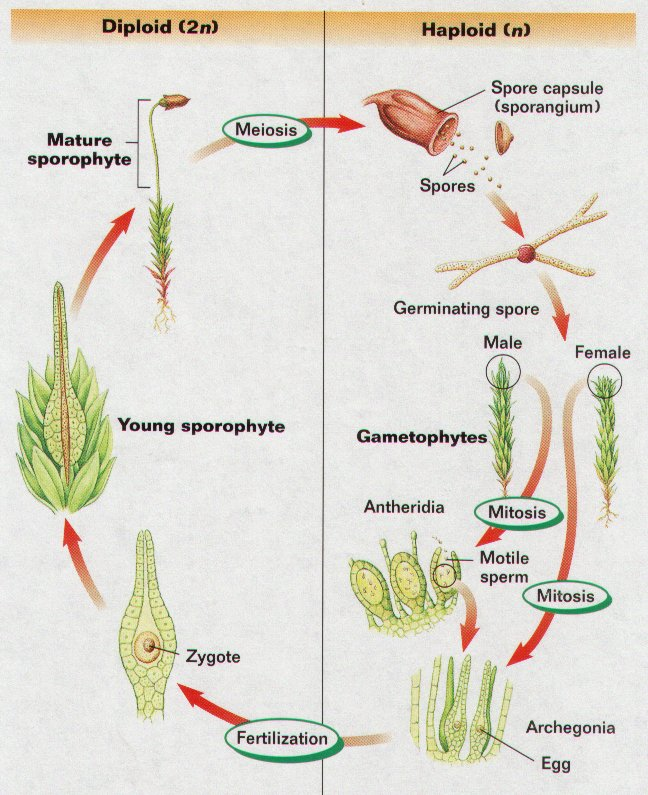 Diploid (2n)
Haploid (n)
Spore capsule
(sporangium)
Meiosis
Mature
sporophyte
Spores
Germinating spore
Male
Female
Young sporophyte
Gametophytes
Antheridia
Mitosis
Motile
sperm
Mitosis
Zygote
Fertilization
Archegonia
Egg